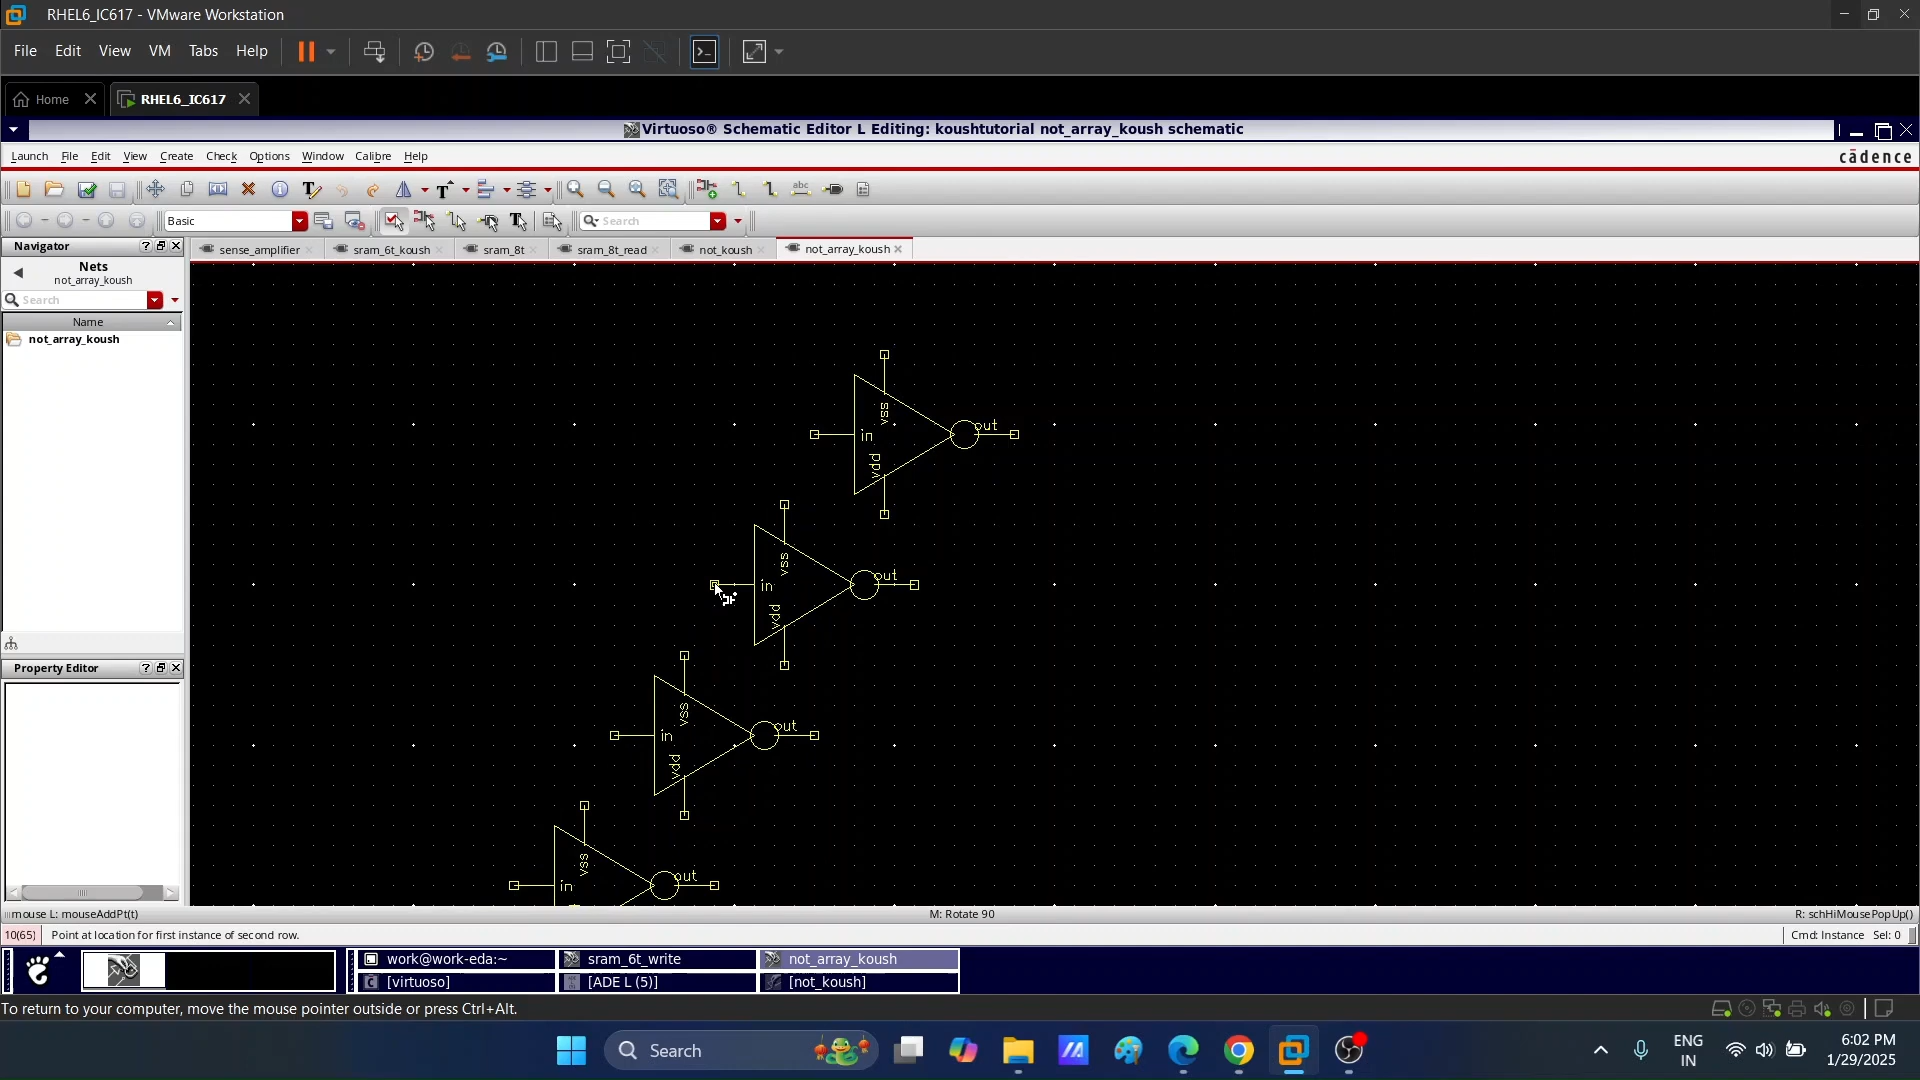 RHEL6_IC617 - VMware Workstation
File Edit View VM Tabs Help
Home RHEL6_IC617
Virtuoso® Schematic Editor L Editing: koushtutorial not_array_koush schematic
Launch File Edit View Create Check Options Window Calibre Help cādence
abc
Basic Search
Navigator sense_amplifier sram_6t_koush sram_8t sram_8t_read not_koush not_array_koush
Nets
not_array_koush
Search
Name
not_array_koush
vss
in out
vdd
vss
in out
vdd
Property Editor
vss
in out
vdd
vss
in out
mouse L: mouseAddPt(t) M: Rotate 90 R: schHiMousePopUp()
10(65) Point at location for first instance of second row. Cmd: Instance Sel: 0
work@work-eda:~ sram_6t_write not_array_koush
[virtuoso] [ADE L (5)] [not_koush]
To return to your computer, move the mouse pointer outside or press Ctrl+Alt.
Search
ENG
IN
6:02 PM
1/29/2025